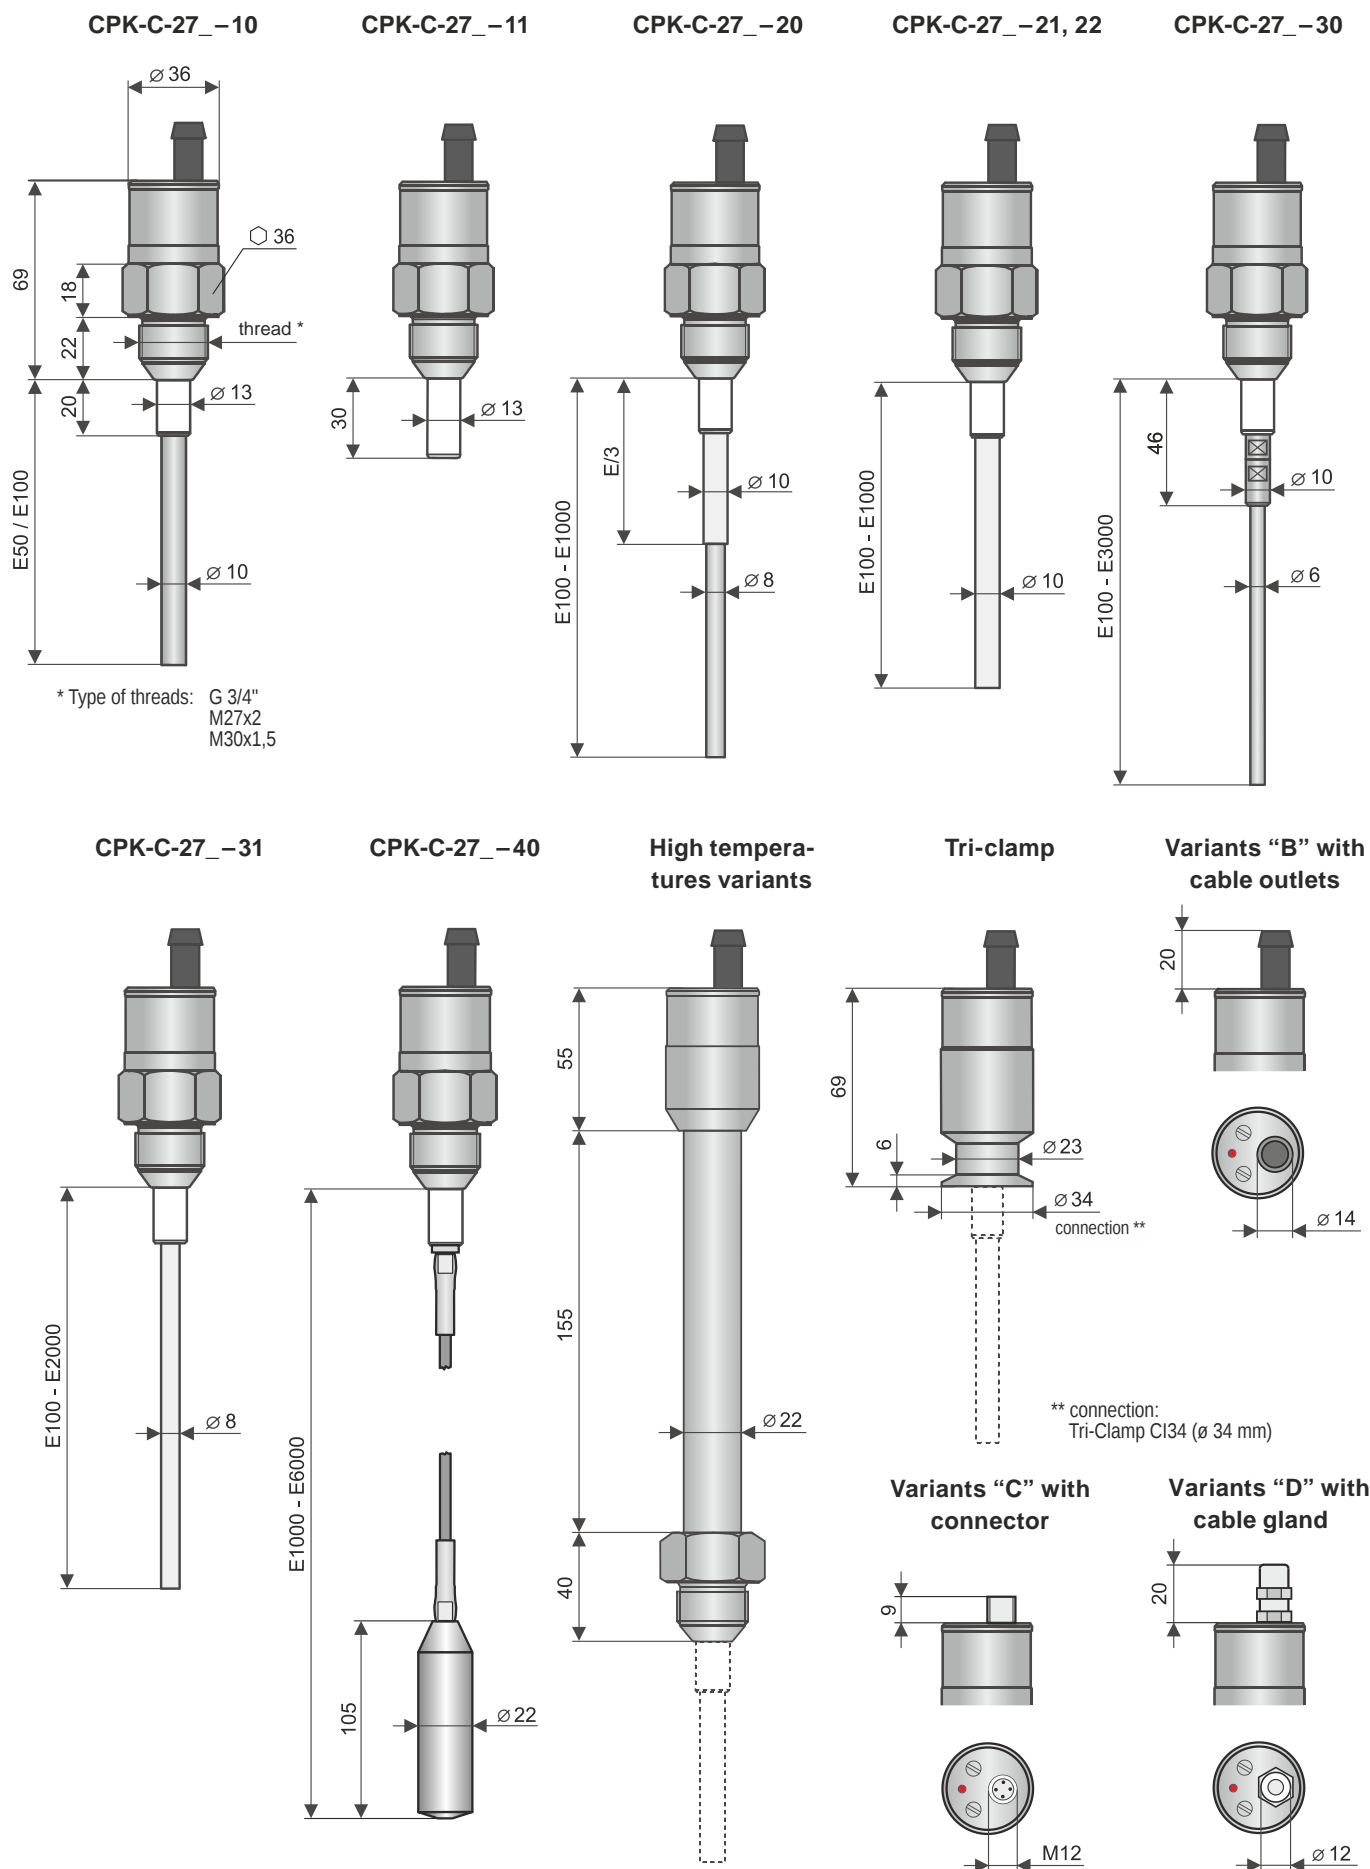 CPK-C-27_–10
CPK-C-27_–11
CPK-C-27_–20
CPK-C-27_–21, 22
CPK-C-27_–30
⌀ 36
69
18
22
20
36
thread *
⌀ 13
⌀ 10
E50 / E100
* Type of threads: G 3/4"
M27x2
M30x1,5
30
⌀ 13
E100 - E1000
E/3
⌀ 10
⌀ 8
E100 - E1000
⌀ 10
E100 - E3000
46
⌀ 10
⌀ 6
CPK-C-27_–31
CPK-C-27_–40
High tempera-
tures variants
Tri-clamp
Variants “B” with
cable outlets
E100 - E2000
⌀ 8
E1000 - E6000
105
⌀ 22
55
155
40
⌀ 22
69
6
⌀ 23
⌀ 34
connection **
** connection:
Tri-Clamp Cl34 (ø 34 mm)
20
⌀ 14
Variants “C” with
connector
9
M12
Variants “D” with
cable gland
20
⌀ 12